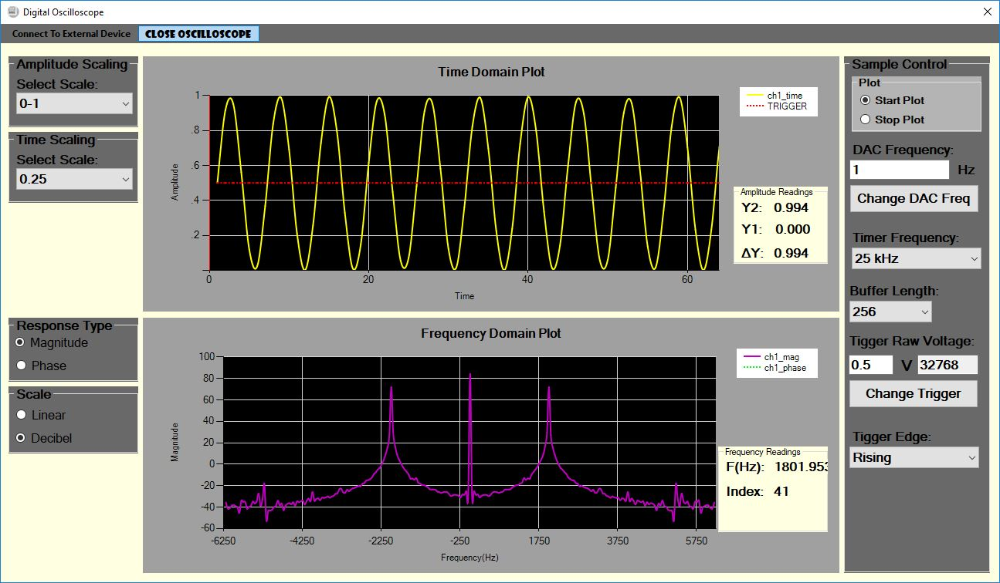 Digital Oscilloscope
Connect To External Device CLOSE OSCILLOSCOPE
Amplitude Scaling
Select Scale:
0-1
Time Scaling
Select Scale:
0.25
Response Type
Magnitude
Phase
Scale
Linear
Decibel
Time Domain Plot
ch1_time
TRIGGER
1
.8
.6
.4
.2
Amplitude
0 20 40 60
Time
Amplitude Readings
Y2: 0.994
Y1: 0.000
ΔY: 0.994
Frequency Domain Plot
ch1_mag
ch1_phase
100
80
60
40
20
0
-20
-40
-60
Magnitude
-6250 -4250 -2250 -250 1750 3750 5750
Frequency(Hz)
Frequency Readings
F(Hz): 1801.953
Index: 41
Sample Control
Plot
Start Plot
Stop Plot
DAC Frequency:
1 Hz
Change DAC Freq
Timer Frequency:
25 kHz
Buffer Length:
256
Tigger Raw Voltage:
0.5 V 32768
Change Trigger
Tigger Edge:
Rising